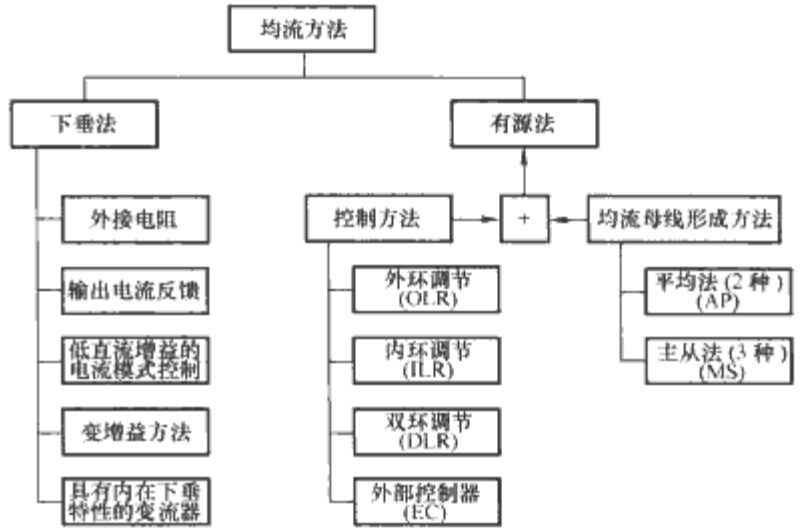 均流方法
下垂法
有源法
外接电阻
输出电流反馈
低直流增益的
电流模式控制
变增益方法
具有内在下垂
特性的变流器
控制方法
+
均流母线形成方法
外环调节
(OLR)
内环调节
(ILR)
双环调节
(DLR)
外部控制器
(EC)
平均法(2种)
(AP)
主从法(3种)
(MS)